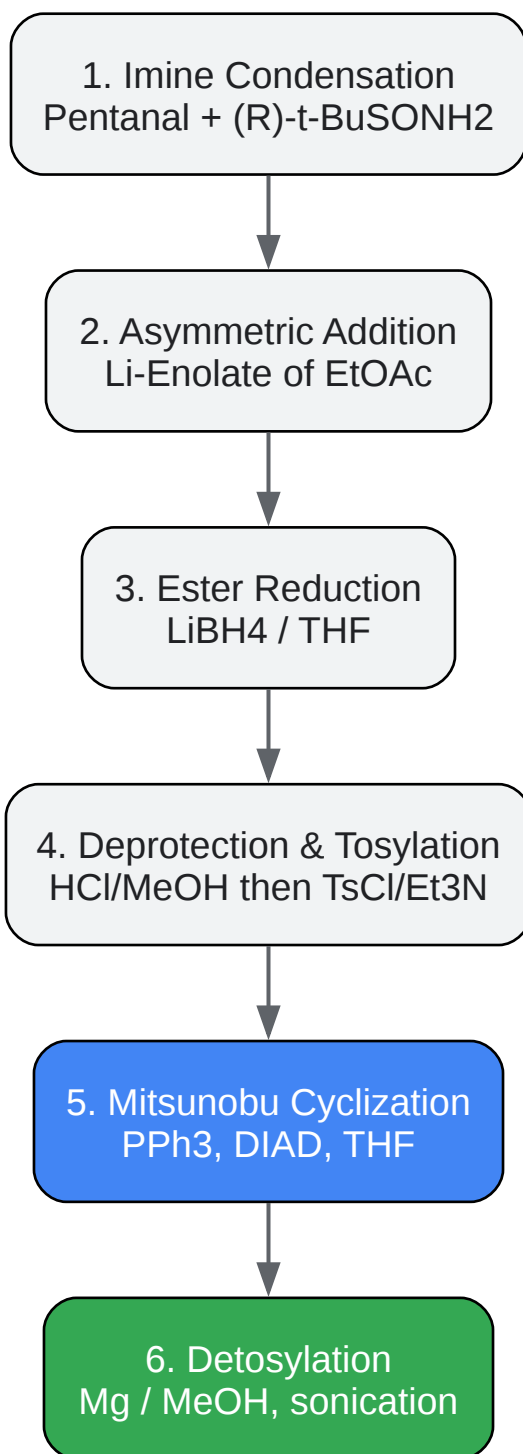 1. Imine Condensation
Pentanal + (R)-t-BuSONH2
2. Asymmetric Addition
Li-Enolate of EtOAc
3. Ester Reduction
LiBH4 / THF
4. Deprotection & Tosylation
HCl/MeOH then TsCl/Et3N
5. Mitsunobu Cyclization
PPh3, DIAD, THF
6. Detosylation
Mg / MeOH, sonication